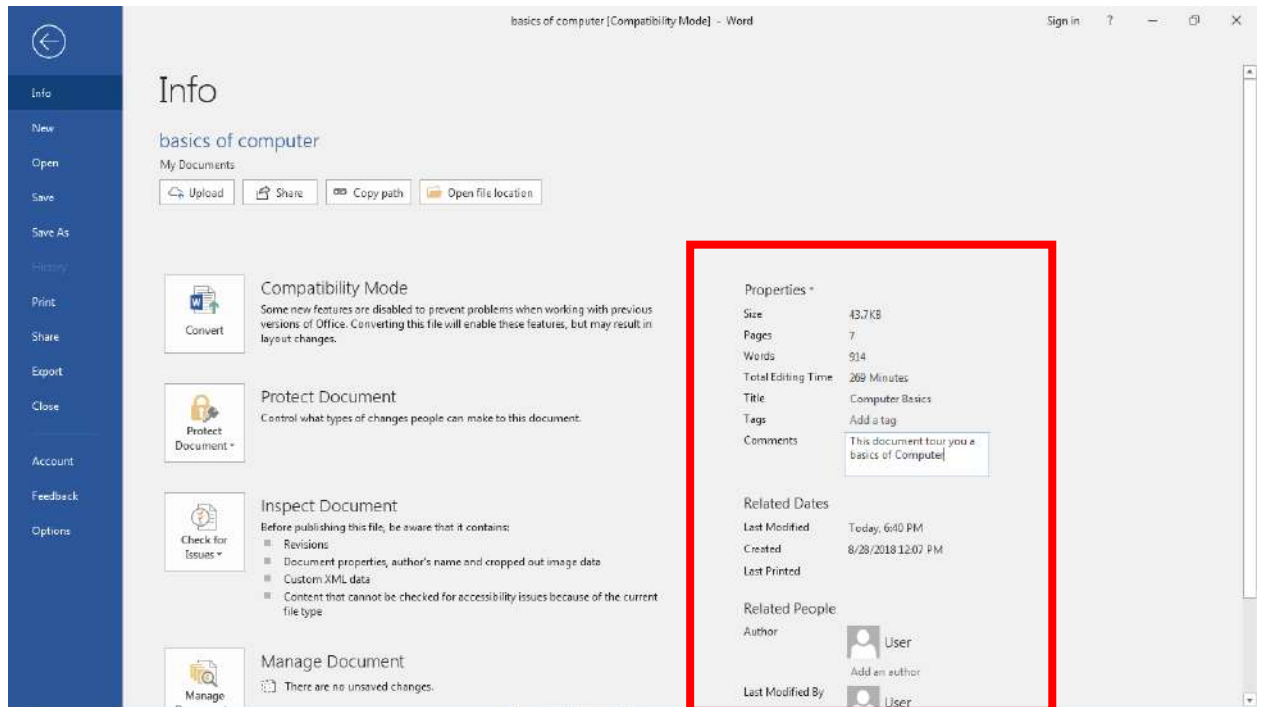 basics of computer [Compatibility Mode] - Word
Sign in ?
Info
New
Open
Save
Save As
History
Print
Share
Export
Close
Account
Feedback
Options
Info
basics of computer
My Documents
Upload
Share
Copy path
Open file location
Convert
Compatibility Mode
Some new features are disabled to prevent problems when working with previous
versions of Office. Converting this file will enable these features, but may result in
layout changes.
Protect
Document
Protect Document
Control what types of changes people can make to this document.
Check for
Issues
Inspect Document
Before publishing this file, be aware that it contains:
Revisions
Document properties, author's name and cropped out image data
Custom XML data
Content that cannot be checked for accessibility issues because of the current
file type
Manage
Manage Document
There are no unsaved changes.
Properties
Size 43.7KB
Pages 7
Words 914
Total Editing Time 269 Minutes
Title Computer Basics
Tags Add a tag
Comments This document tour you a
basics of Computer
Related Dates
Last Modified Today, 6:40 PM
Created 8/28/2018 12:07 PM
Last Printed
Related People
Author User
Add an author
Last Modified By User